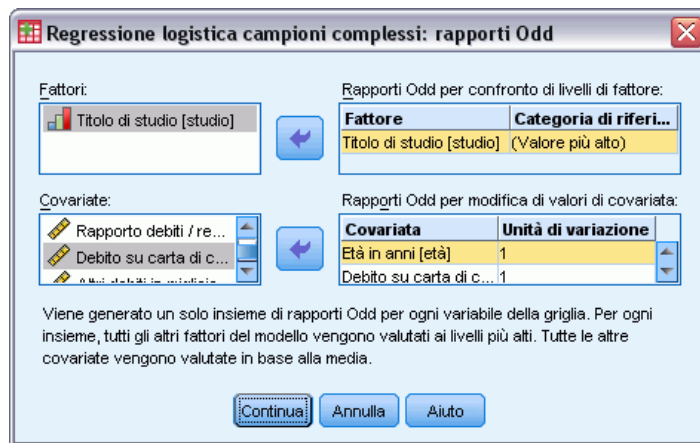 Regressione logistica campioni complessi: rapporti Odd
Fattori:
Titolo di studio [studio]
Rapporti Odd per confronto di livelli di fattore:
Fattore Categoria di riferi...
Titolo di studio [studio] (Valore più alto)
Covariate:
Rapporto debiti / re...
Debito su carta di c...
Altri debiti in migliaia
Rapporti Odd per modifica di valori di covariata:
Covariata Unità di variazione
Età in anni [età] 1
Debito su carta di c... 1
Viene generato un solo insieme di rapporti Odd per ogni variabile della griglia. Per ogni
insieme, tutti gli altri fattori del modello vengono valutati ai livelli più alti. Tutte le altre
covariate vengono valutate in base alla media.
Continua Annulla Aiuto